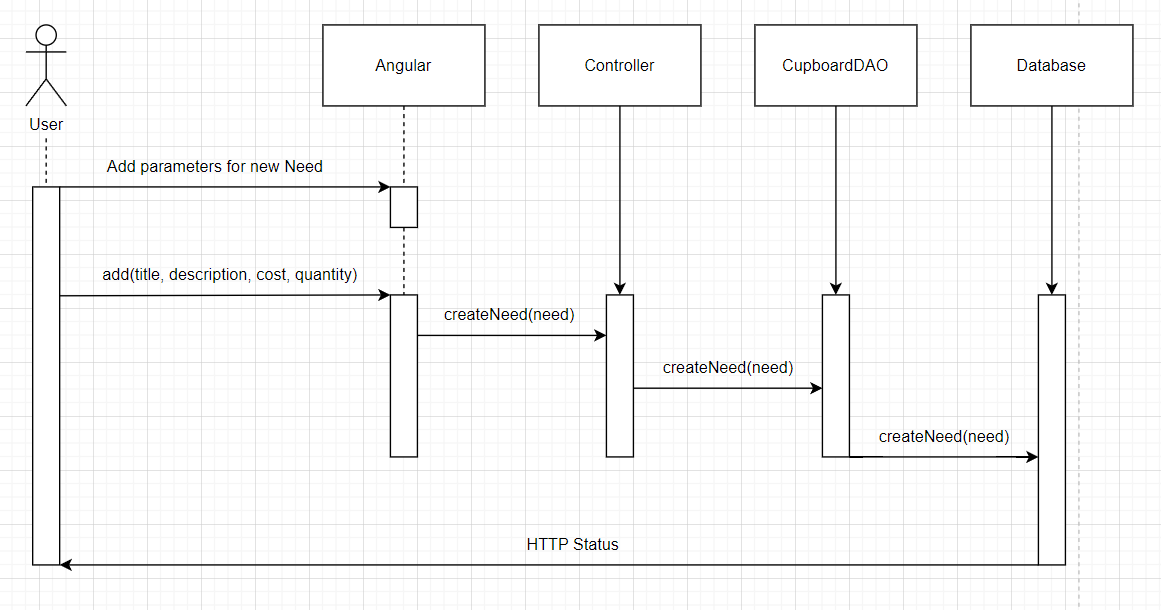 Angular
Controller
CupboardDAO
Database
User
Add parameters for new Need
add(title, description, cost, quantity)
createNeed(need)
createNeed(need)
createNeed(need)
HTTP Status